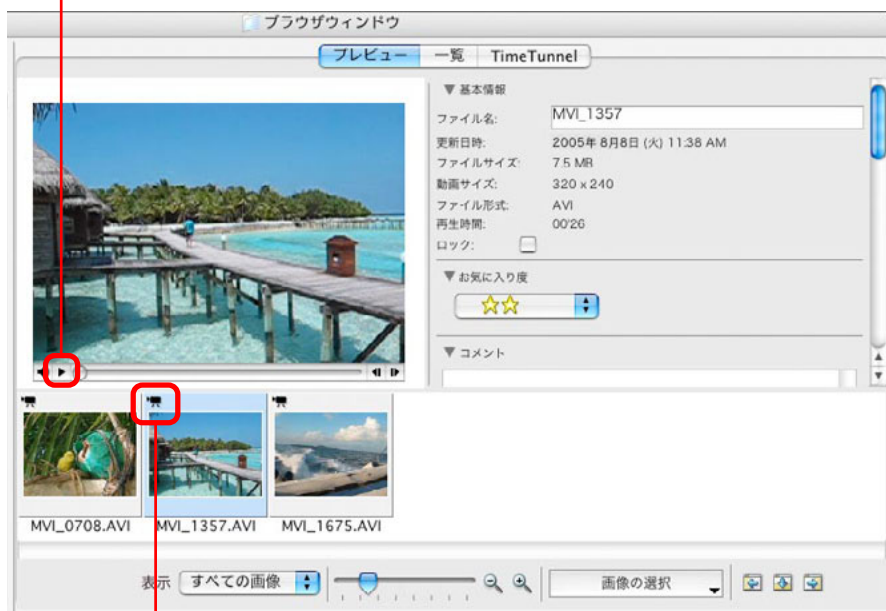 ブラウザウィンドウ
プレビュー 一覧 TimeTunnel
▼ 基本情報
ファイル名: MVI_1357
更新日時: 2005年 8月8日 (火) 11:38 AM
ファイルサイズ: 7.5 MB
動画サイズ: 320 x 240
ファイル形式: AVI
再生時間: 00'26
ロック:
▼ お気に入り度
▼ コメント
MVI_0708.AVI MVI_1357.AVI MVI_1675.AVI
表示 すべての画像 画像の選択